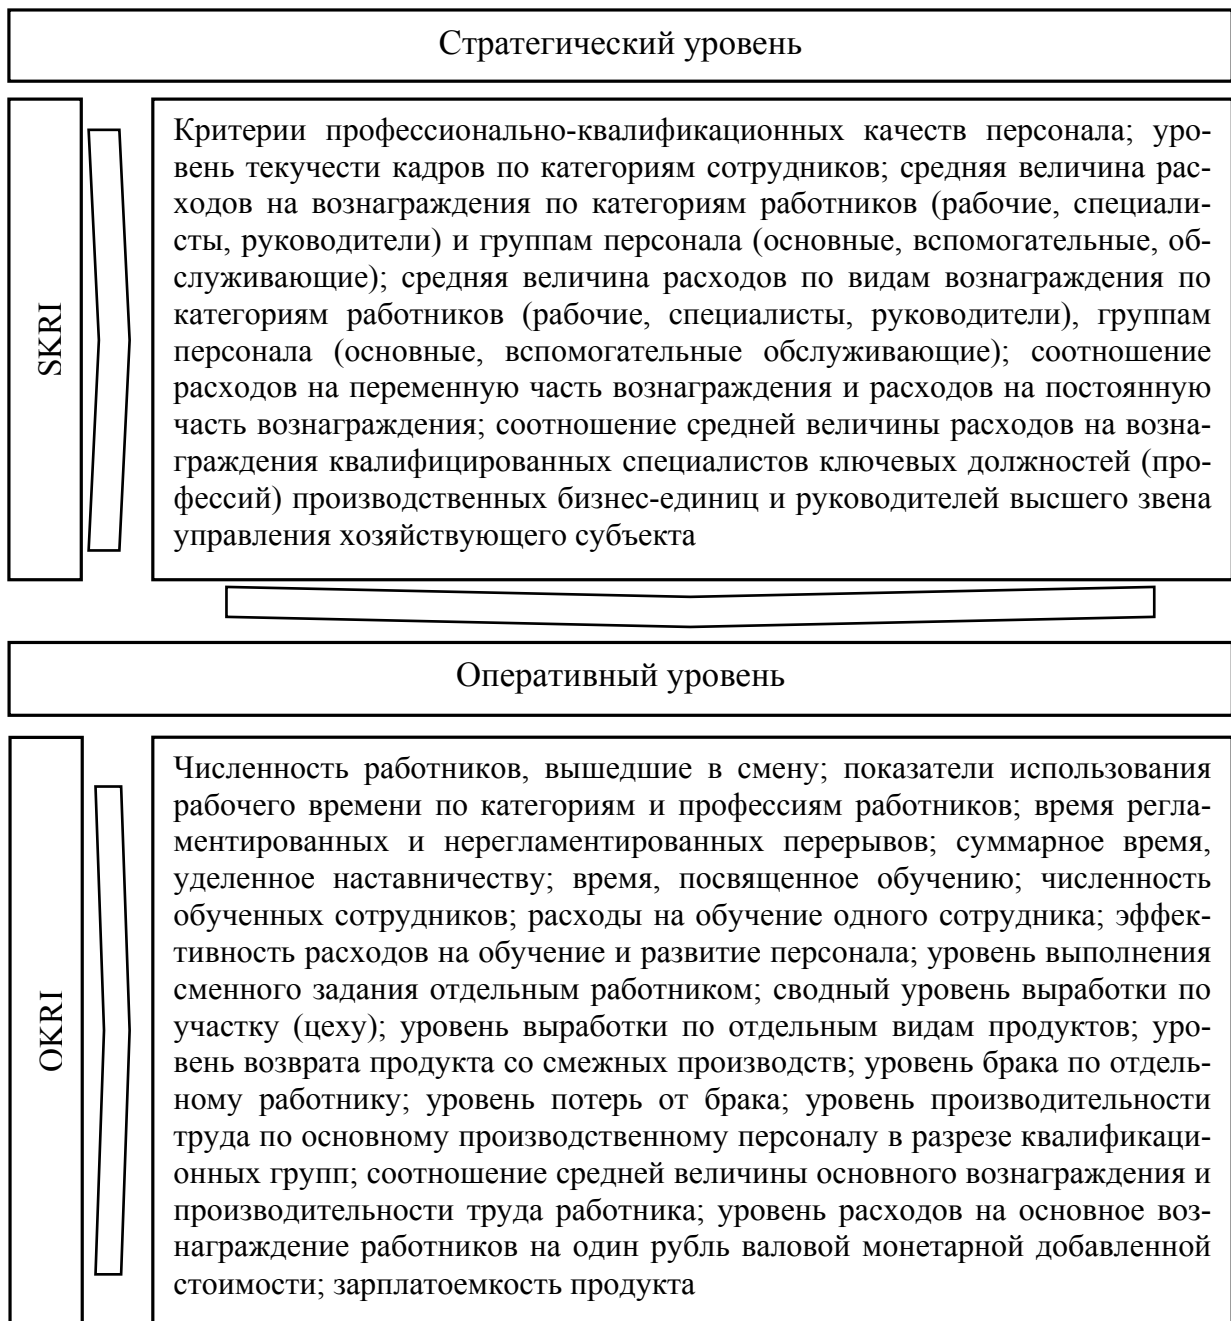 Стратегический уровень
SKRI
Критерии профессионально-квалификационных качеств персонала; уро-
вень текучести кадров по категориям сотрудников; средняя величина рас-
ходов на вознаграждения по категориям работников (рабочие, специали-
сты, руководители) и группам персонала (основные, вспомогательные, об-
служивающие); средняя величина расходов по видам вознаграждения по
категориям работников (рабочие, специалисты, руководители), группам
персонала (основные, вспомогательные обслуживающие); соотношение
расходов на переменную часть вознаграждения и расходов на постоянную
часть вознаграждения; соотношение средней величины расходов на возна-
граждения квалифицированных специалистов ключевых должностей (про-
фессий) производственных бизнес-единиц и руководителей высшего звена
управления хозяйствующего субъекта
Оперативный уровень
OKRI
Численность работников, вышедшие в смену; показатели использования
рабочего времени по категориям и профессиям работников; время регла-
ментированных и нерегламентированных перерывов; суммарное время,
уделенное наставничеству; время, посвященное обучению; численность
обученных сотрудников; расходы на обучение одного сотрудника; эффек-
тивность расходов на обучение и развитие персонала; уровень выполнения
сменного задания отдельным работником; сводный уровень выработки по
участку (цеху); уровень выработки по отдельным видам продуктов; уро-
вень возврата продукта со смежных производств; уровень брака по отдель-
ному работнику; уровень потерь от брака; уровень производительности
труда по основному производственному персоналу в разрезе квалификаци-
онных групп; соотношение средней величины основного вознаграждения и
производительности труда работника; уровень расходов на основное воз-
награждение работников на один рубль валовой монетарной добавленной
стоимости; зарплатоемкость продукта